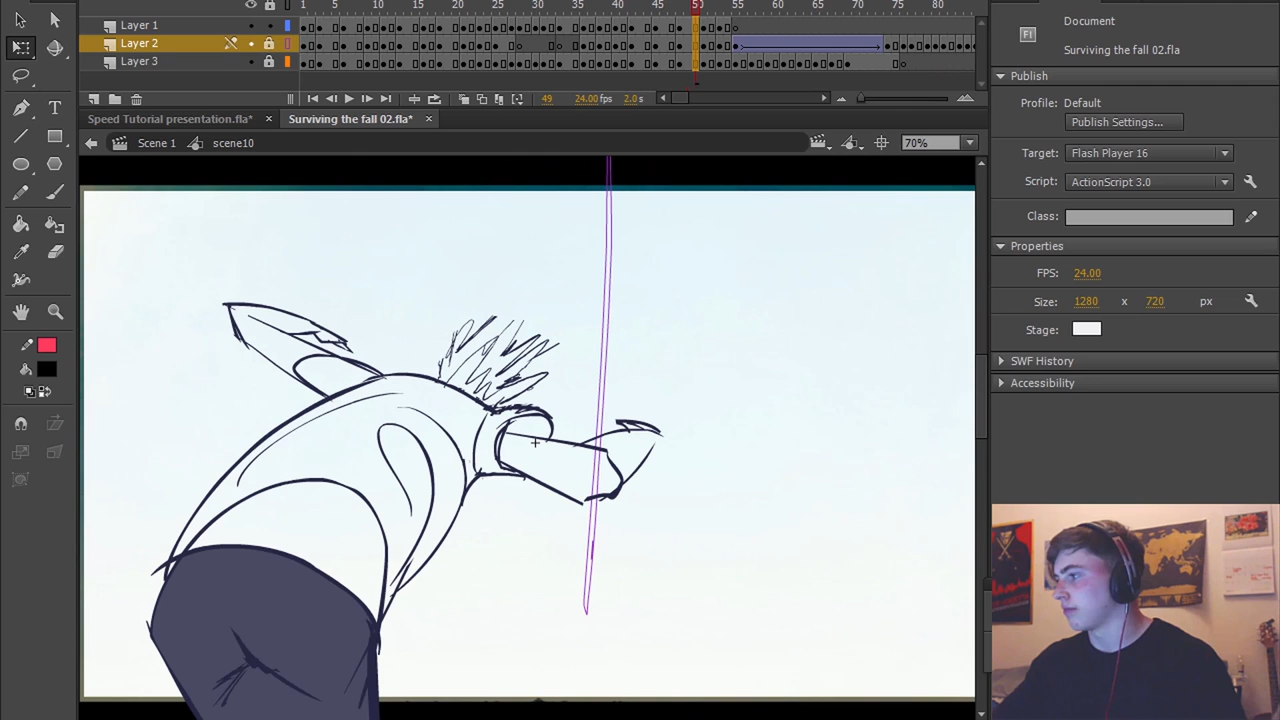 Layer 1
Layer 2
Layer 3
1 5 10 15 20 25 30 35 40 45 50 55 60 65 70 75 80
49 24.00 fps 2.0 s
Speed Tutorial presentation.fla* × Surviving the fall 02.fla* ×
Scene 1 scene10 70%
T
Document
Fl
Surviving the fall 02.fla
Publish
Profile: Default
Publish Settings...
Target: Flash Player 16
Script: ActionScript 3.0
Class:
Properties
FPS: 24.00
Size: 1280 x 720 px
Stage:
SWF History
Accessibility